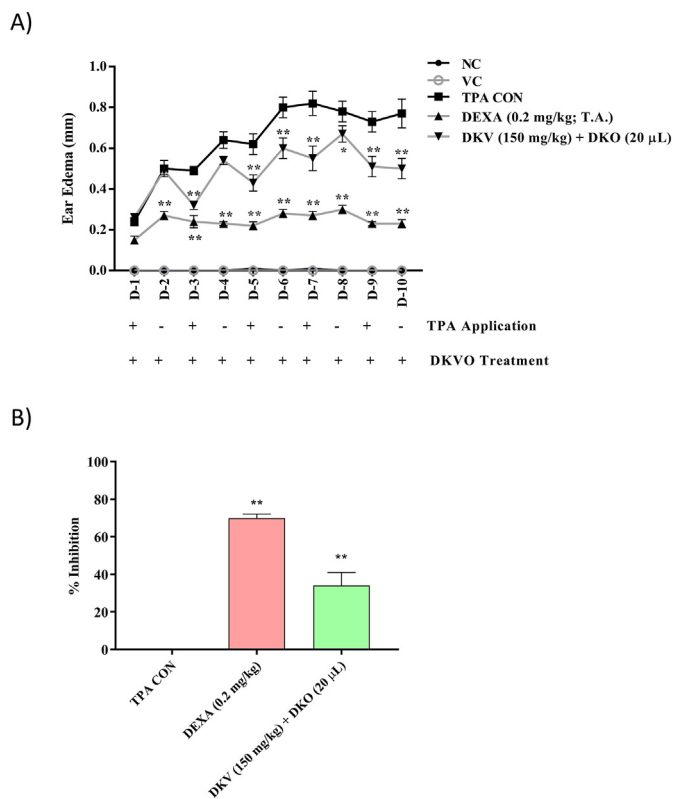 A)
NC
VC
TPA CON
DEXA (0.2 mg/kg; T.A.)
DKV (150 mg/kg) + DKO (20 μL)
Ear Edema (mm)
1.0
0.8
0.6
0.4
0.2
0.0
** ** ** ** * ** **
** ** ** ** ** ** ** ** **
**
D-1 D-2 D-3 D-4 D-5 D-6 D-7 D-8 D-9 D-10
+ - + - + - + - + - TPA Application
+ + + + + + + + + + DKVO Treatment
B)
% Inhibition
100
80
60
40
20
0
**
**
TPA CON
DEXA (0.2 mg/kg)
DKV (150 mg/kg) + DKO (20 μL)